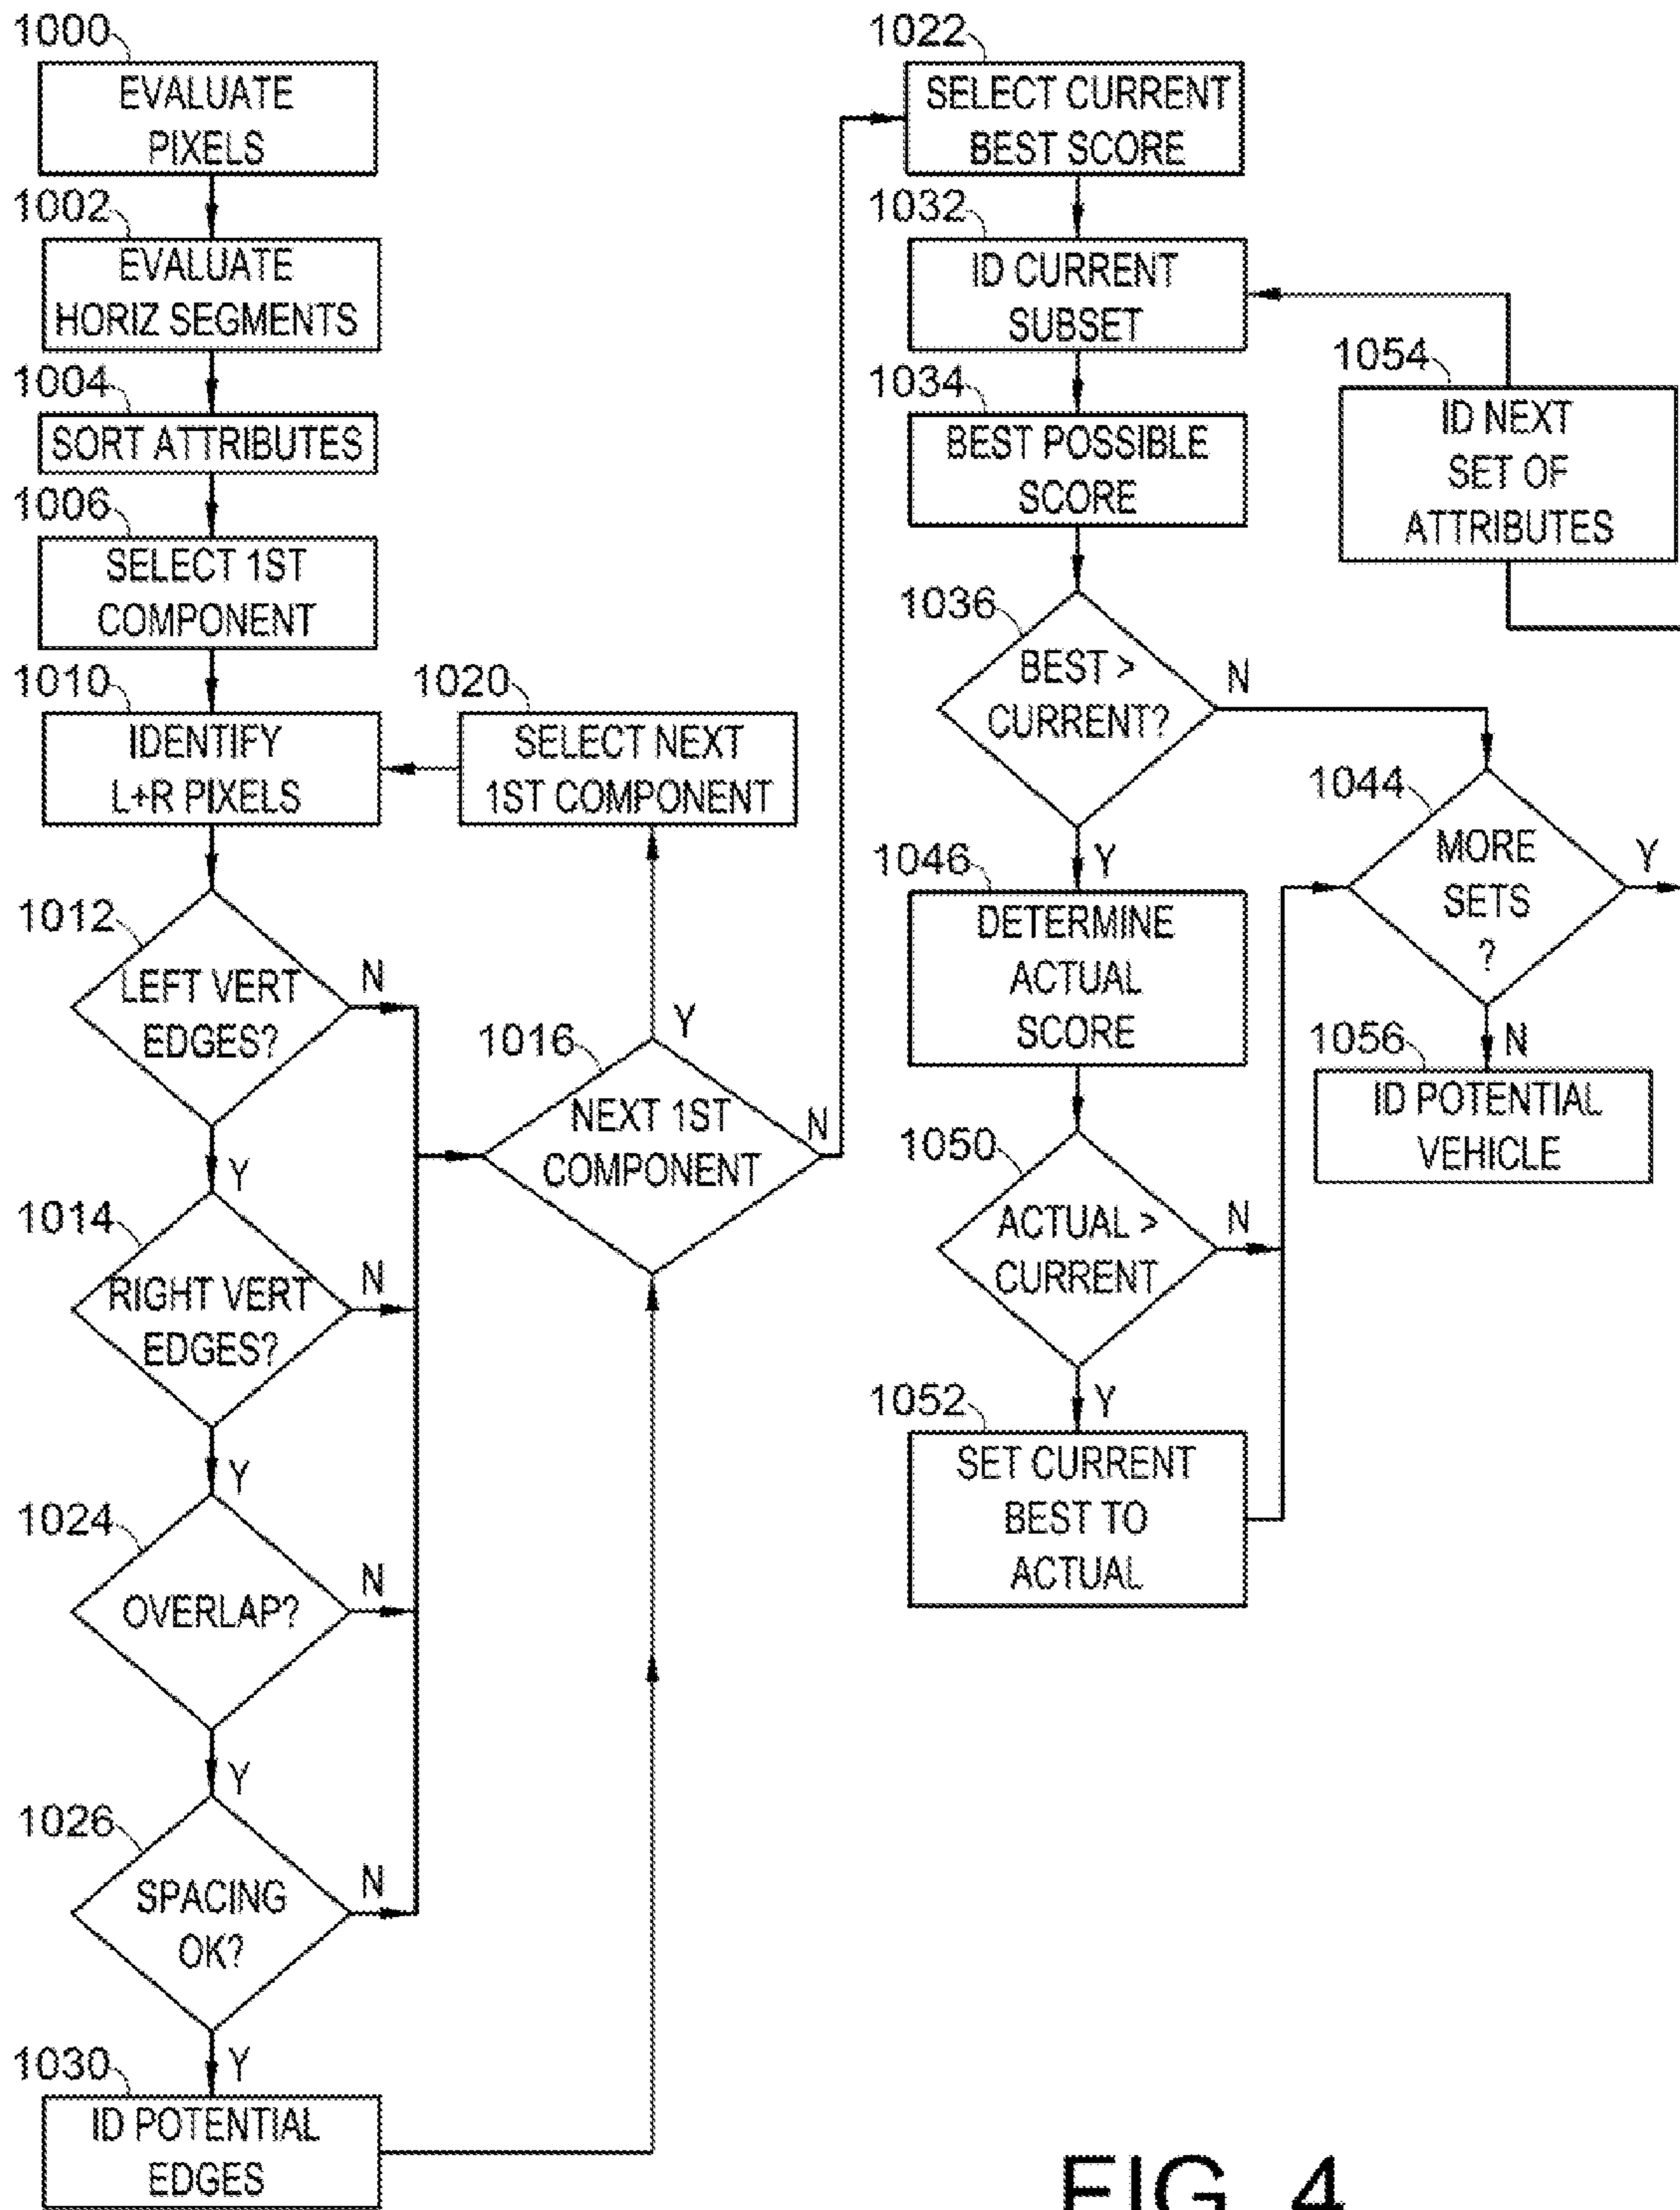 1000
EVALUATE
PIXELS
1002
EVALUATE
HORIZ SEGMENTS
1004
SORT ATTRIBUTES
1006
SELECT 1ST
COMPONENT
1010
IDENTIFY
L+R PIXELS
1020
SELECT NEXT
1ST COMPONENT
1012
LEFT VERT
EDGES?
N
Y
1014
RIGHT VERT
EDGES?
N
Y
1024
OVERLAP?
N
Y
1026
SPACING
OK?
N
Y
1030
ID POTENTIAL
EDGES
1016
NEXT 1ST
COMPONENT
Y
N
1022
SELECT CURRENT
BEST SCORE
1032
ID CURRENT
SUBSET
1034
BEST POSSIBLE
SCORE
1036
BEST >
CURRENT?
N
Y
1046
DETERMINE
ACTUAL
SCORE
1050
ACTUAL >
CURRENT
N
Y
1052
SET CURRENT
BEST TO
ACTUAL
1054
ID NEXT
SET OF
ATTRIBUTES
1044
MORE
SETS
?
Y
N
1056
ID POTENTIAL
VEHICLE
FIG. 4